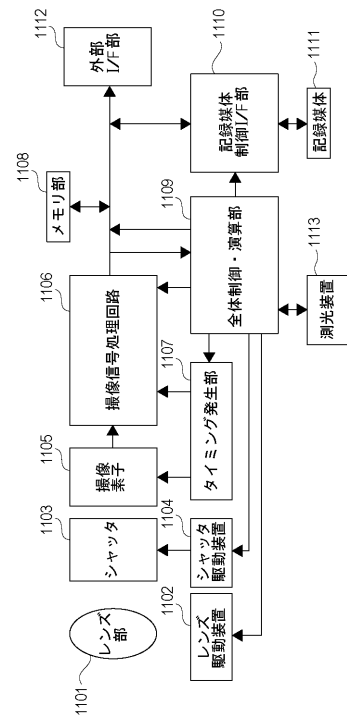 1101
レンズ部
1102
レンズ
駆動装置
1103
シャッタ
1104
シャッタ
駆動装置
1105
撮像
素子
1106
撮像信号処理回路
1107
タイミング発生部
1108
メモリ部
1109
全体制御・演算部
1110
記録媒体
制御I/F部
1111
記録媒体
1112
外部
I/F部
1113
測光装置